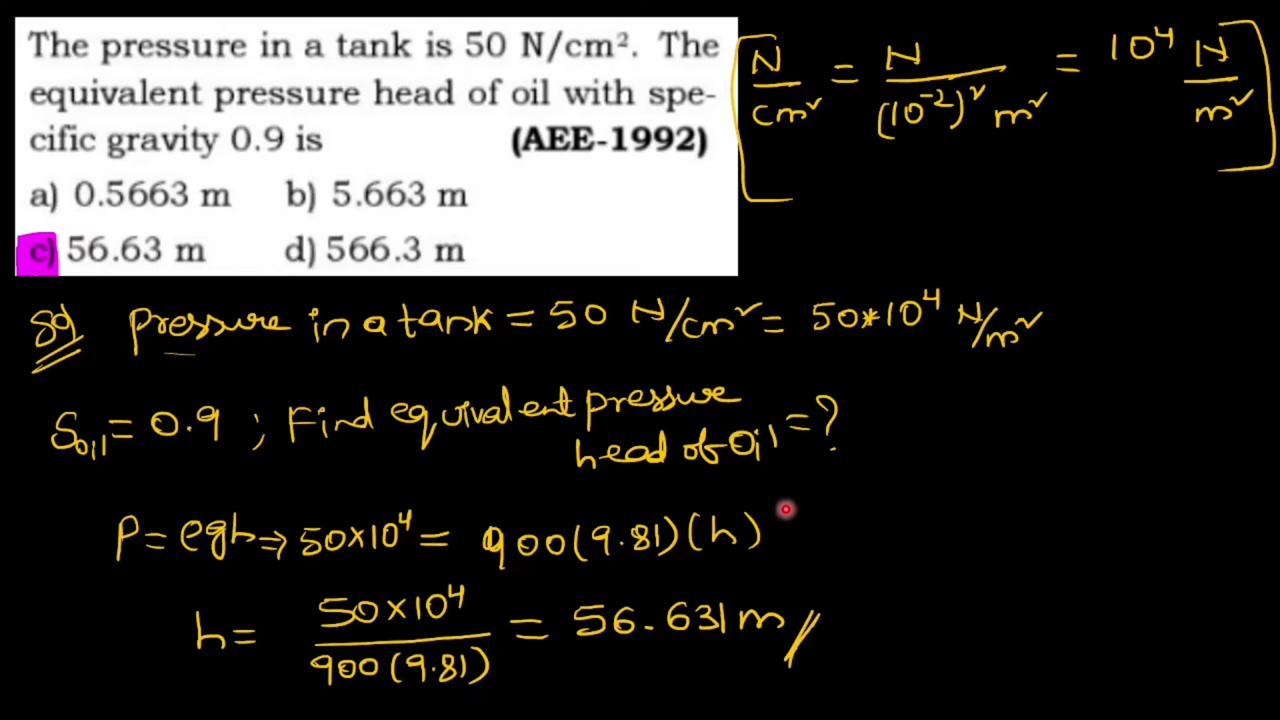 The pressure in a tank is 50 N/cm². The
equivalent pressure head of oil with spe-
cific gravity 0.9 is (AEE-1992)
a) 0.5663 m b) 5.663 m
c) 56.63 m d) 566.3 m
[N/cm² = N/(10⁻²)² m² = 10⁴ N/m²]
Sol Pressure in a tank = 50 N/cm² = 50*10⁴ N/m²
Soil = 0.9 ; Find equivalent pressure
head of Oil = ?
P = ρgh ⇒ 50×10⁴ = 900(9.81)(h)
h = 50×10⁴/900(9.81) = 56.631m //